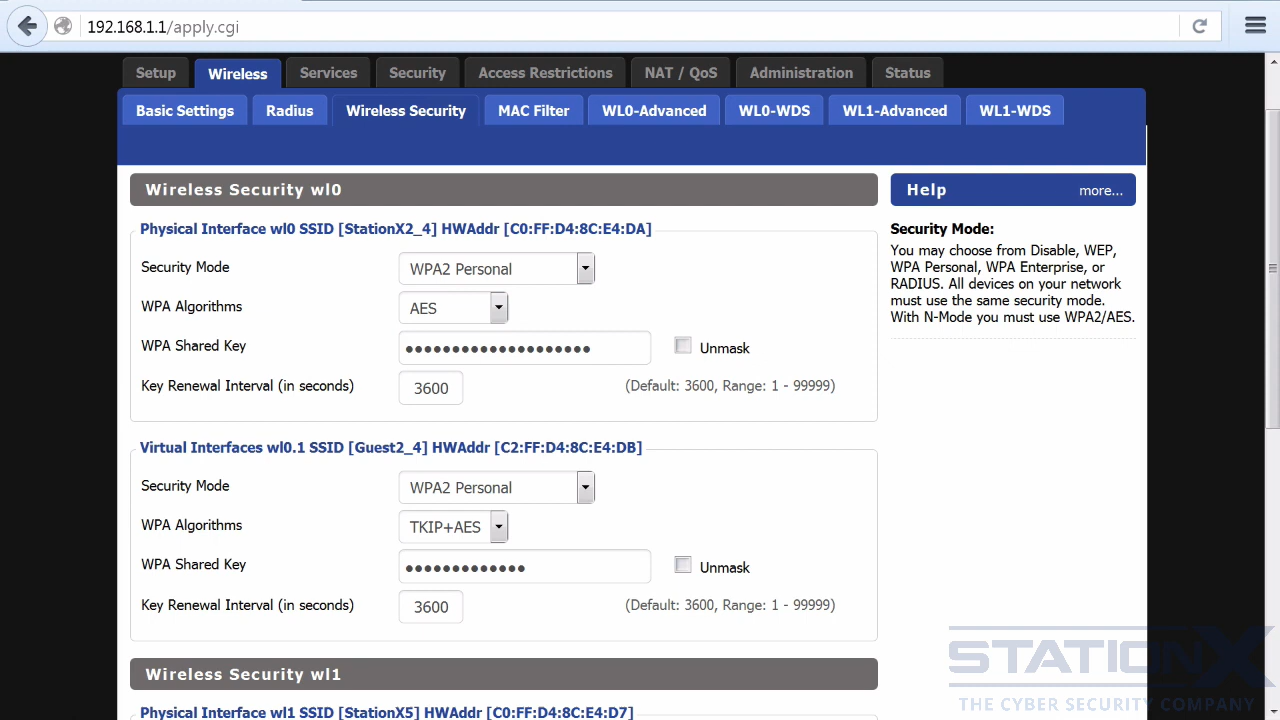 192.168.1.1/apply.cgi
Setup Wireless Services Security Access Restrictions NAT / QoS Administration Status
Basic Settings Radius Wireless Security MAC Filter WL0-Advanced WL0-WDS WL1-Advanced WL1-WDS
Wireless Security wl0
Physical Interface wl0 SSID [StationX2_4] HWAddr [C0:FF:D4:8C:E4:DA]
Security Mode WPA2 Personal
WPA Algorithms AES
WPA Shared Key •••••••••••••••••••• Unmask
Key Renewal Interval (in seconds) 3600 (Default: 3600, Range: 1 - 99999)
Virtual Interfaces wl0.1 SSID [Guest2_4] HWAddr [C2:FF:D4:8C:E4:DB]
Security Mode WPA2 Personal
WPA Algorithms TKIP+AES
WPA Shared Key ••••••••••••• Unmask
Key Renewal Interval (in seconds) 3600 (Default: 3600, Range: 1 - 99999)
Wireless Security wl1
Physical Interface wl1 SSID [StationX5] HWAddr [C0:FF:D4:8C:E4:D7]
Help more...
Security Mode:
You may choose from Disable, WEP,
WPA Personal, WPA Enterprise, or
RADIUS. All devices on your network
must use the same security mode.
With N-Mode you must use WPA2/AES.
STATIONX
THE CYBER SECURITY COMPANY